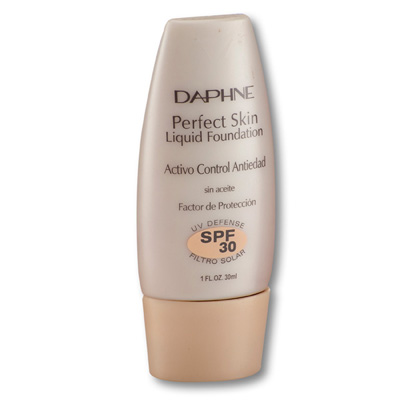 DAPHNE
Perfect Skin
Liquid Foundation
Activo Control Antiedad
sin aceite
Factor de Protección
UV DEFENSE
SPF
30
FILTRO SOLAR
1 FL.OZ. 30ml